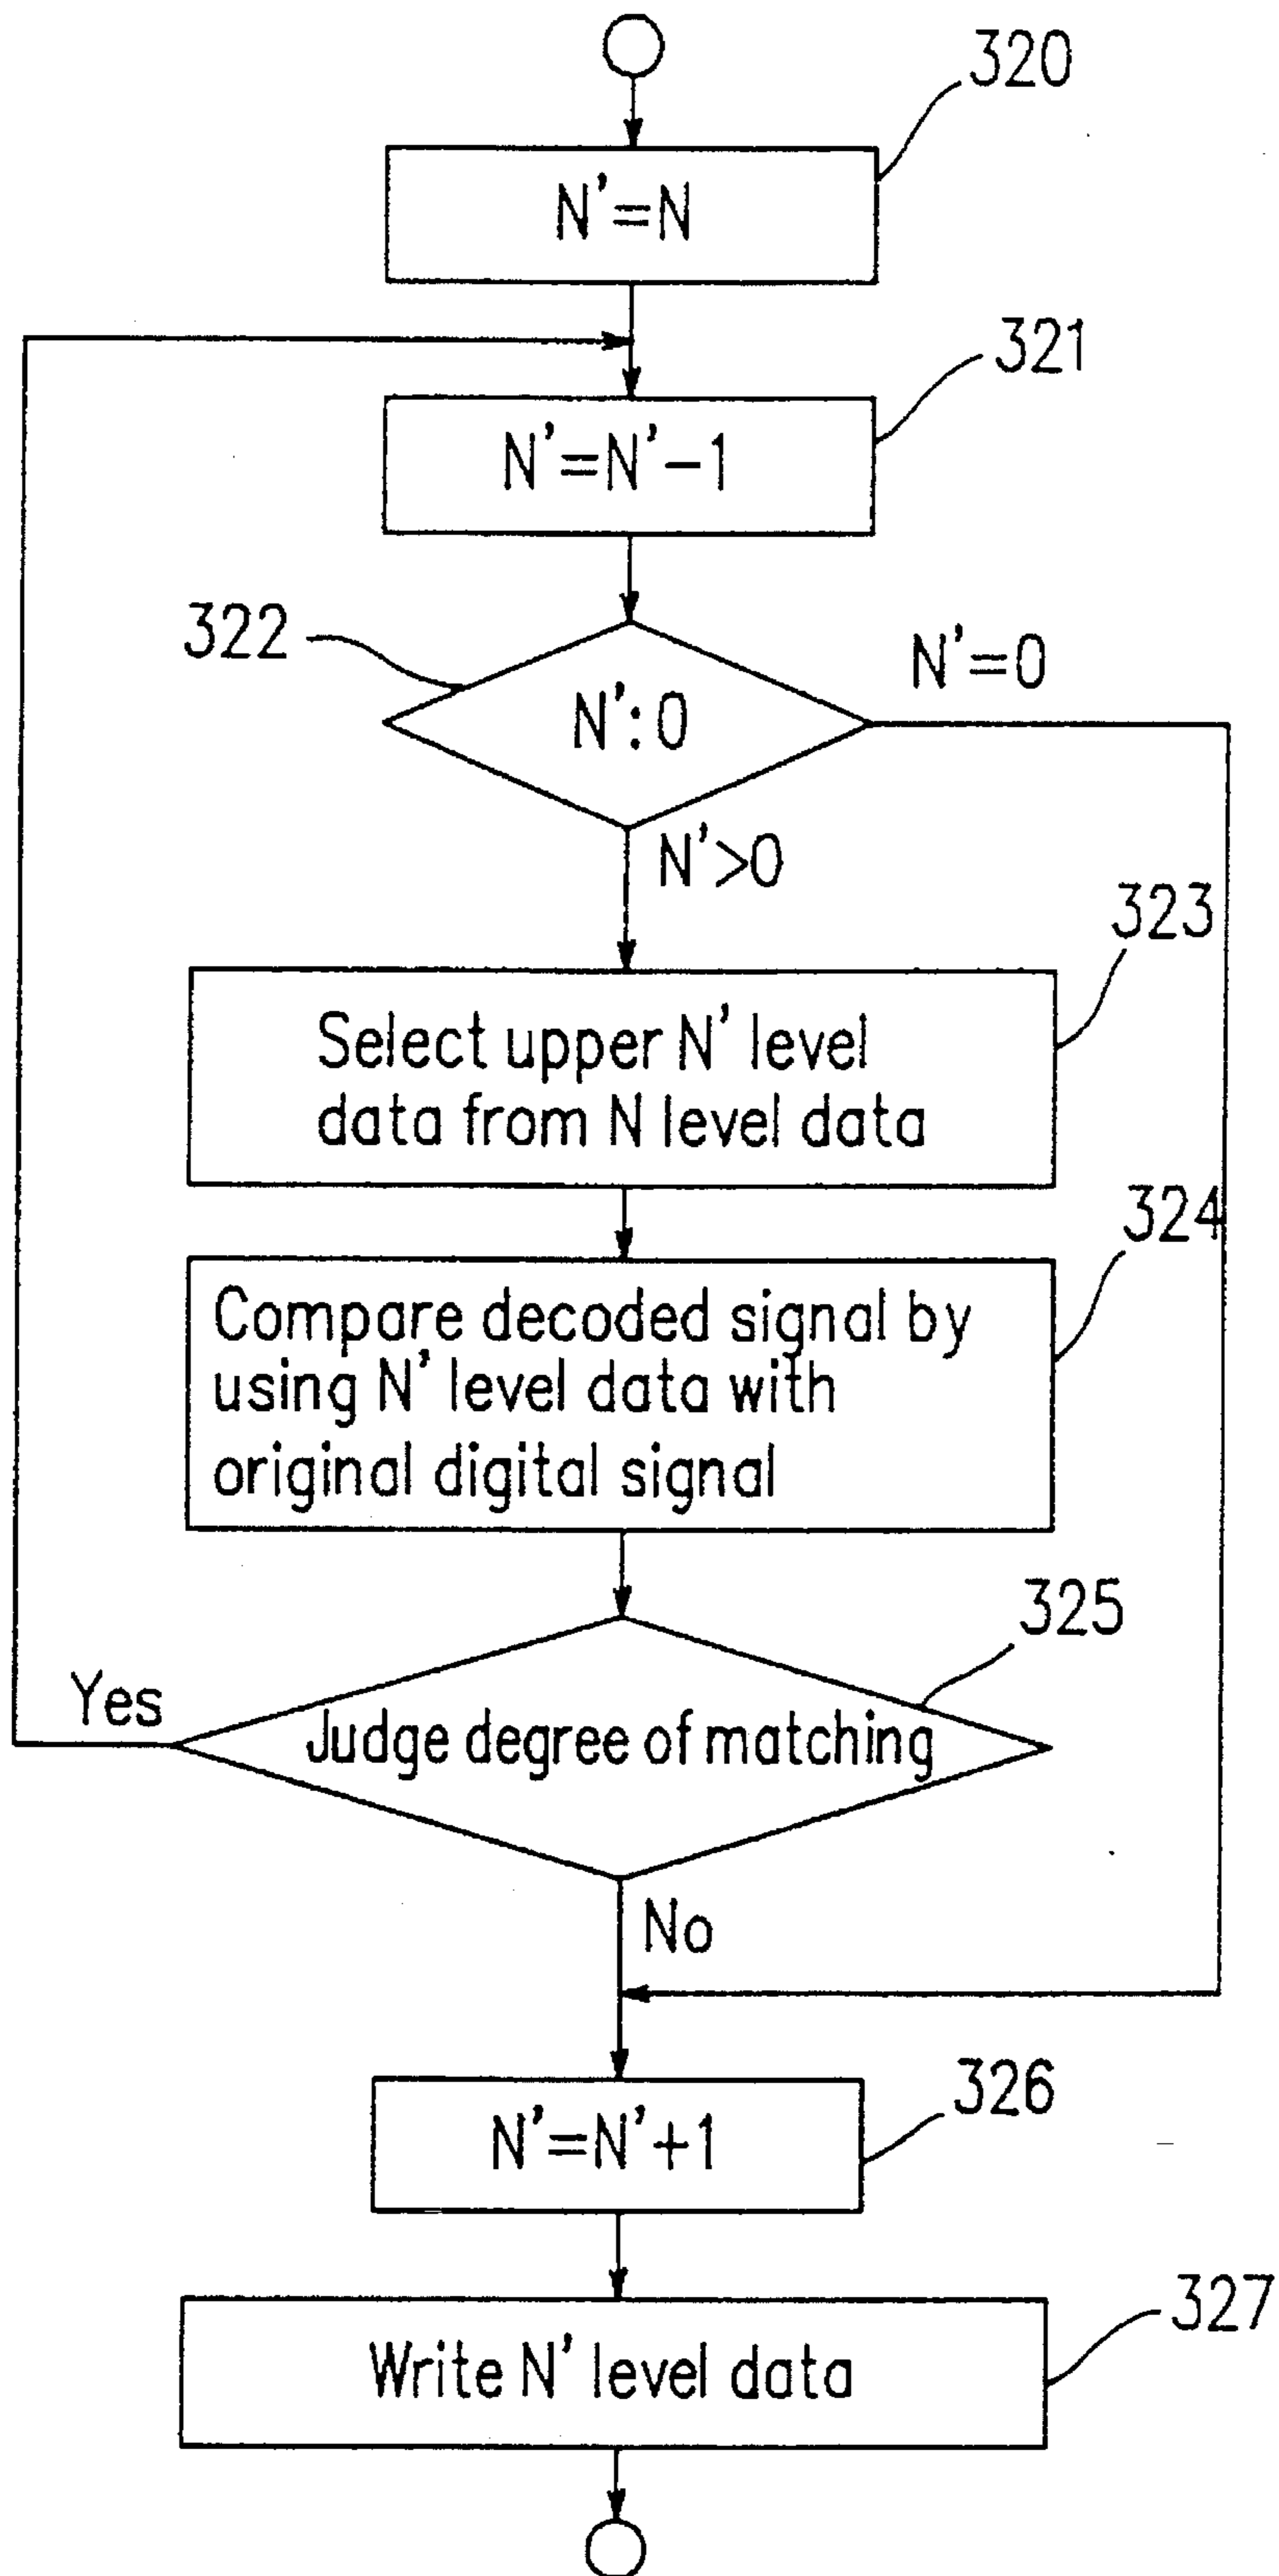 320
N'=N
321
N'=N'-1
322
N':0
N'=0
N'>0
323
Select upper N' level
data from N level data
324
Compare decoded signal by
using N' level data with
original digital signal
325
Yes
Judge degree of matching
No
326
N'=N'+1
327
Write N' level data